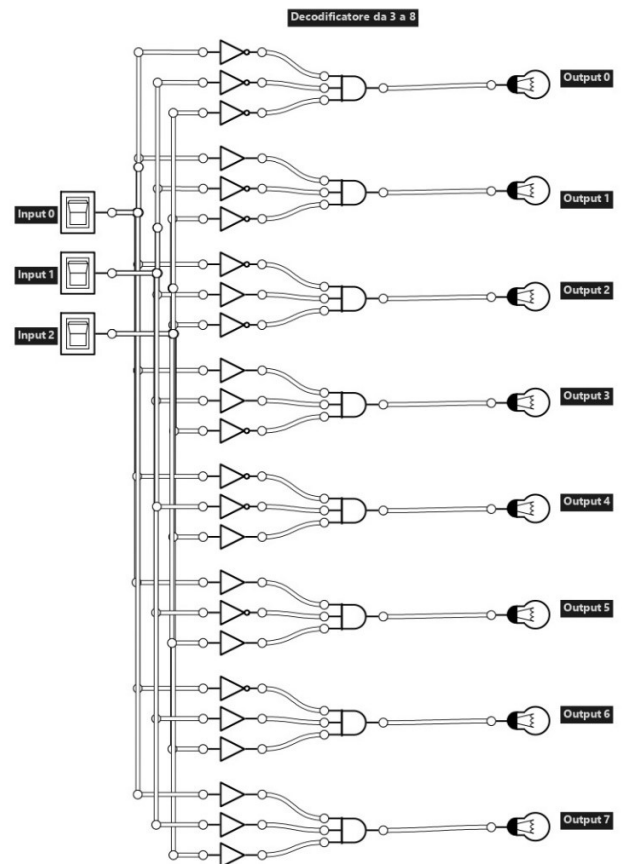 Decodificatore da 3 a 8
Output 0
Output 1
Input 0
Input 1
Output 2
Input 2
Output 3
Output 4
Output 5
Output 6
Output 7